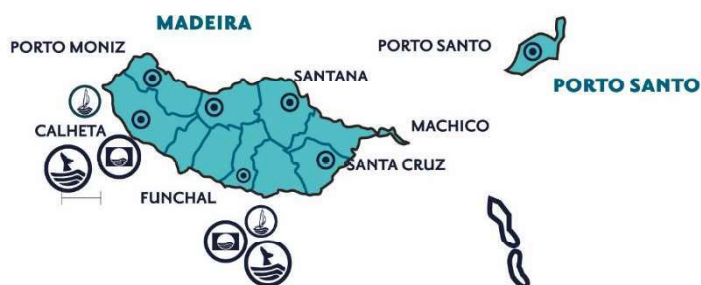 MADEIRA
PORTO MONIZ
PORTO SANTO
SANTANA
PORTO SANTO
CALHETA
MACHICO
SANTA CRUZ
FUNCHAL